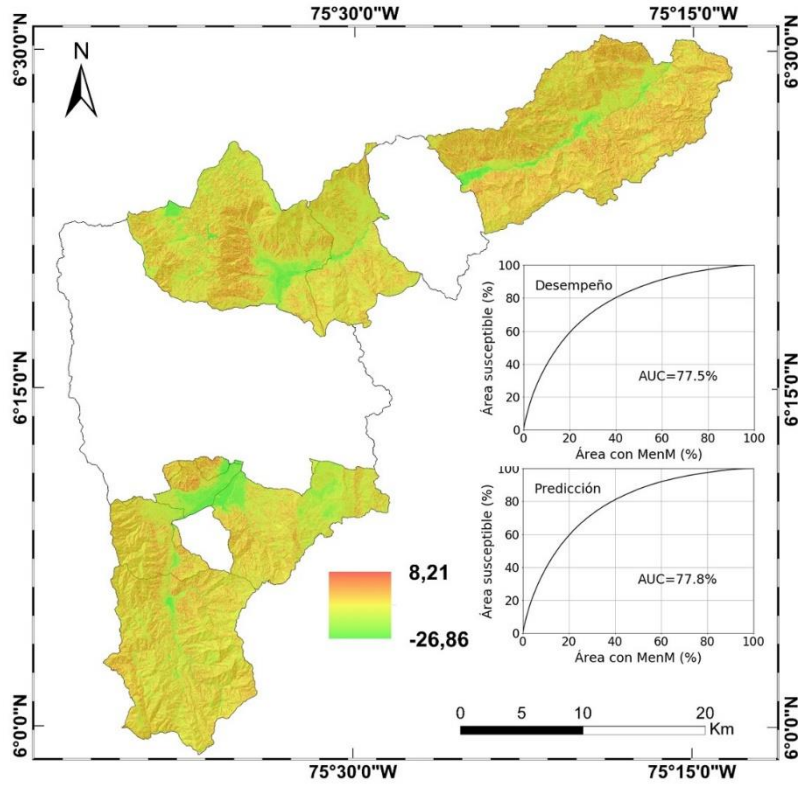 75°30'0"W
75°15'0"W
6°30'0"N
6°30'0"N
N
100
Desempeño
80
60
40
20
0
AUC=77.5%
Área susceptible (%)
0
20
40
60
80
100
Área con MenM (%)
6°15'0"N
6°15'0"N
100
Predicción
80
60
40
20
0
AUC=77.8%
Área susceptible (%)
0
20
40
60
80
100
Área con MenM (%)
8,21
-26,86
0
5
10
20
Km
6°0'0"N
6°0'0"N
75°30'0"W
75°15'0"W